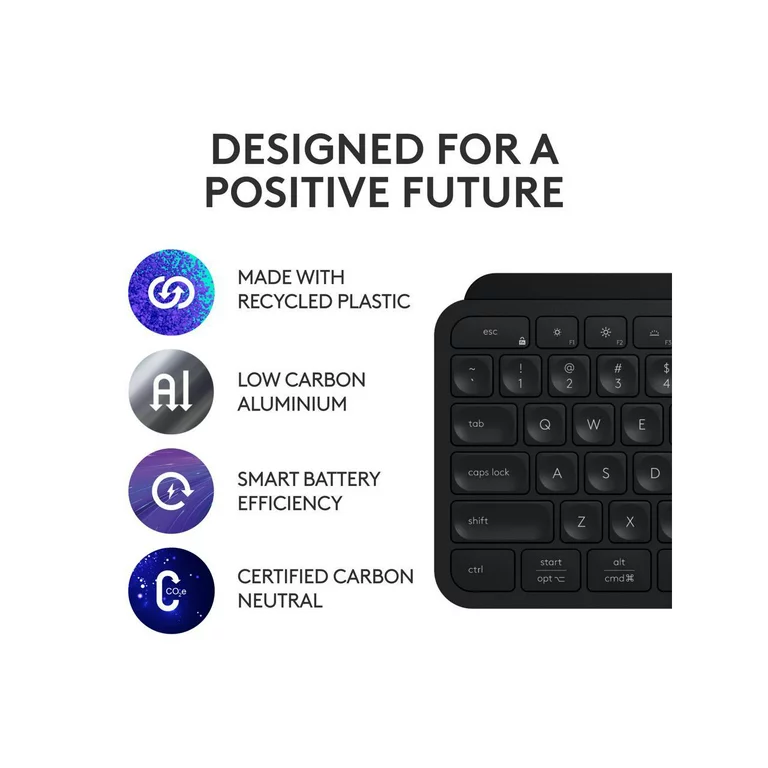 DESIGNED FOR A
POSITIVE FUTURE
MADE WITH
RECYCLED PLASTIC
Al
LOW CARBON
ALUMINIUM
SMART BATTERY
EFFICIENCY
CO₂e
CERTIFIED CARBON
NEUTRAL
esc F1 F2 F3
~ ` ! 1 @ 2 # 3 $ 4
tab Q W E
caps lock A S D
shift Z X
ctrl start opt ⌥ alt cmd ⌘